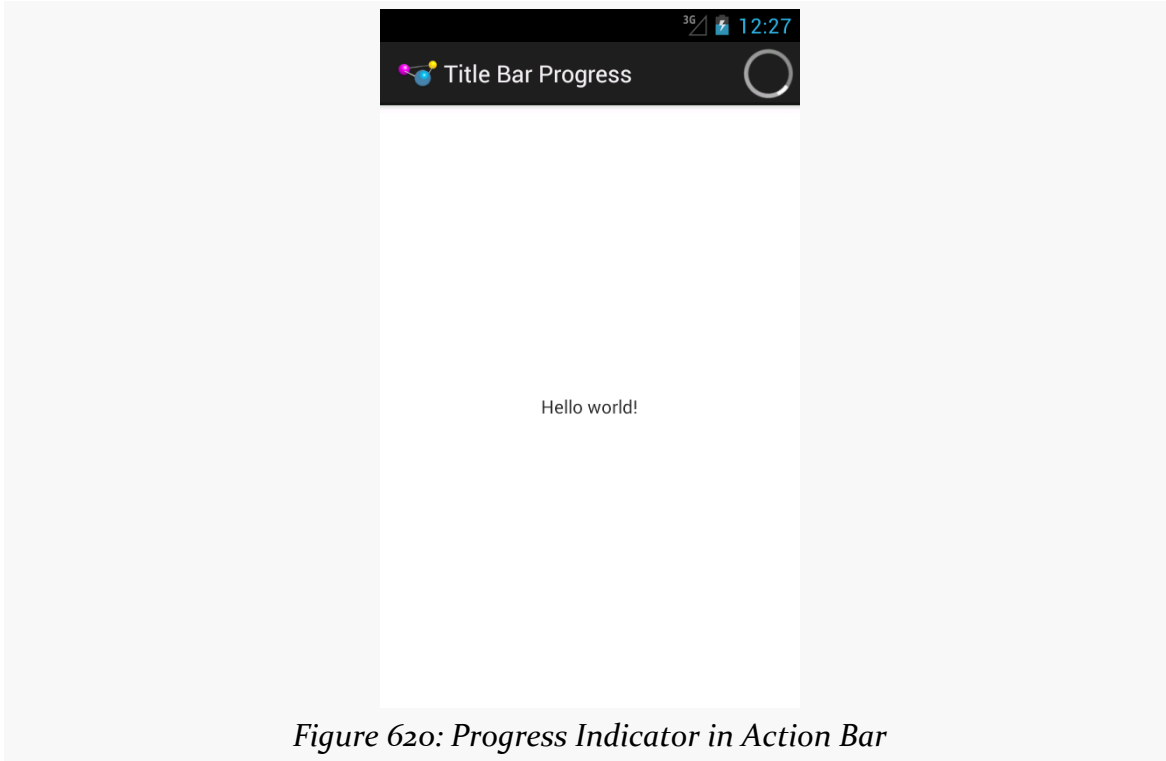 3G 12:27
Title Bar Progress
Hello world!
Figure 620: Progress Indicator in Action Bar